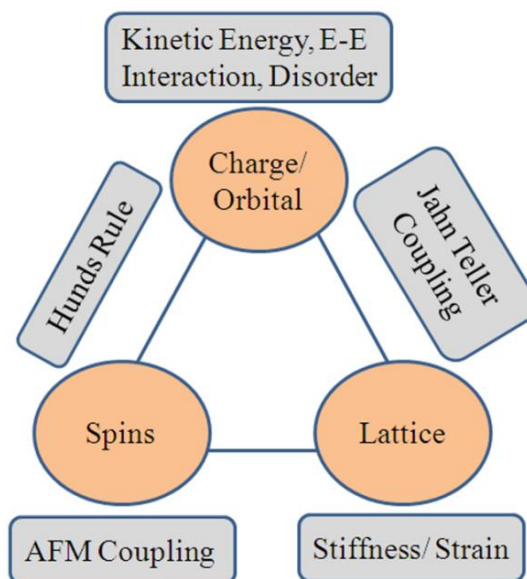 Kinetic Energy, E-E
Interaction, Disorder
Charge/
Orbital
Hunds Rule
Jahn Teller
Coupling
Spins
Lattice
AFM Coupling
Stiffness/ Strain